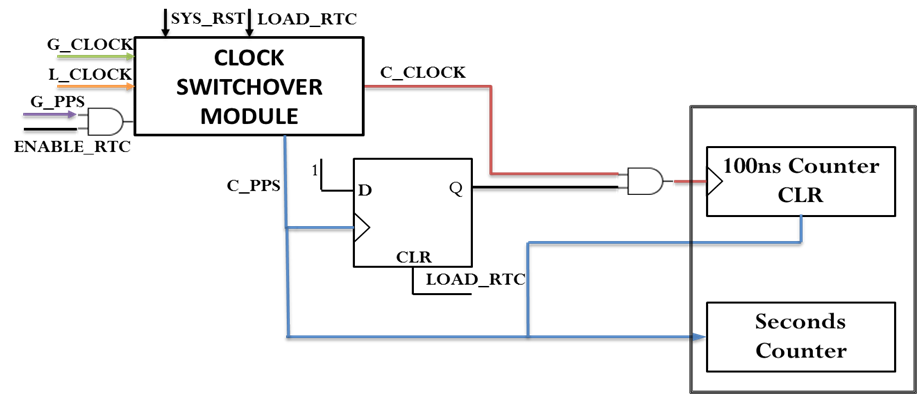 SYS_RST
LOAD_RTC
G_CLOCK
L_CLOCK
G_PPS
ENABLE_RTC
CLOCK
SWITCHOVER
MODULE
C_CLOCK
C_PPS
1
D
Q
CLR
LOAD_RTC
100ns Counter
CLR
Seconds
Counter